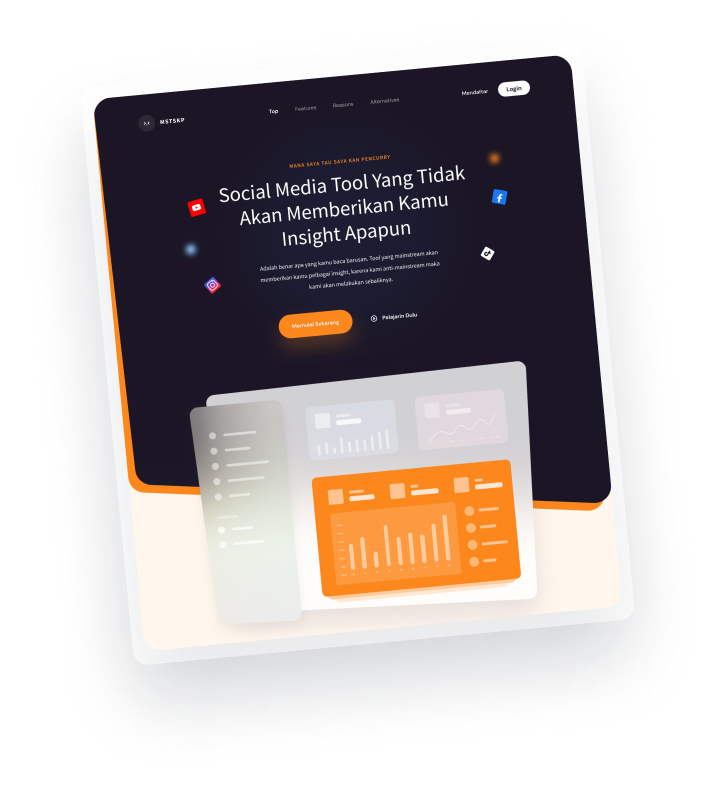 MSTSKP
Top Features Reasons Alternatives
Mendaftar Login
MANA SAYA TAU SAYA KAN PENCURRY
Social Media Tool Yang Tidak
Akan Memberikan Kamu
Insight Apapun
Adalah benar apa yang kamu baca barusan. Tool yang mainstream akan
memberikan kamu pelbagai insight, karena kami anti-mainstream maka
kami akan melakukan sebaliknya.
Memulai Sekarang Pelajarin Dulu